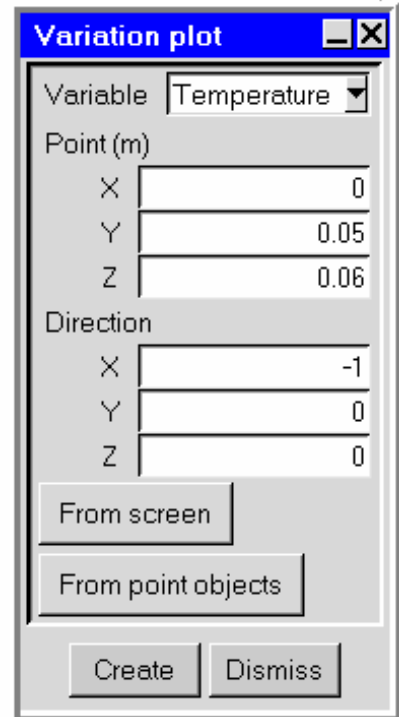 Variation plot
Variable Temperature
Point (m)
X 0
Y 0.05
Z 0.06
Direction
X -1
Y 0
Z 0
From screen
From point objects
Create Dismiss